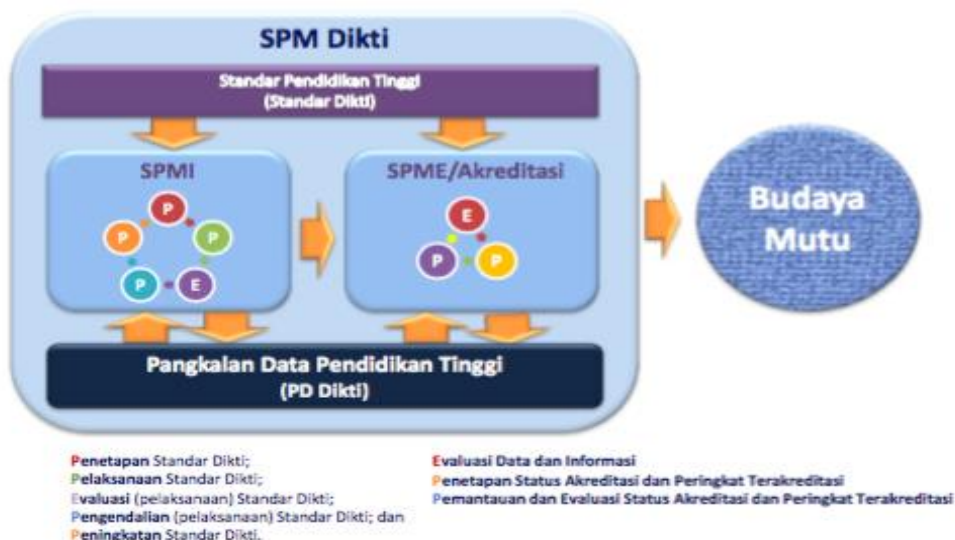 SPM Dikti
Standar Pendidikan Tinggi
(Standar Dikti)
SPMI
P
P
P
P
E
SPME/Akreditasi
E
P
P
Budaya
Mutu
Pangkalan Data Pendidikan Tinggi
(PD Dikti)
Penetapan Standar Dikti;
Pelaksanaan Standar Dikti;
Evaluasi (pelaksanaan) Standar Dikti;
Pengendalian (pelaksanaan) Standar Dikti; dan
Peningkatan Standar Dikti.
Evaluasi Data dan Informasi
Penetapan Status Akreditasi dan Peringkat Terakreditasi
Pemantauan dan Evaluasi Status Akreditasi dan Peringkat Terakreditasi